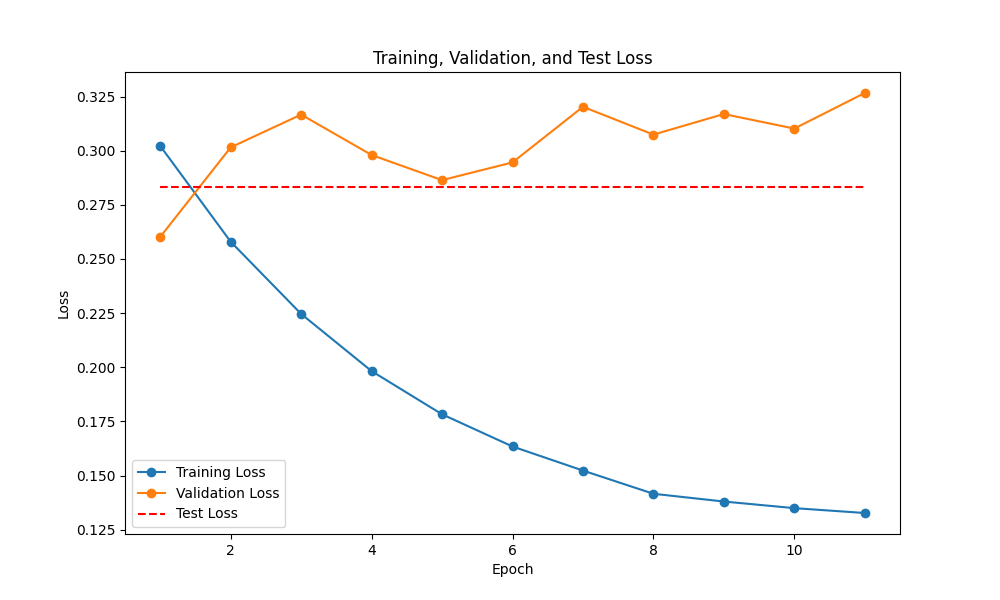 Training, Validation, and Test Loss
0.325
0.300
0.275
0.250
0.225
0.200
0.175
0.150
0.125
Loss
Training Loss
Validation Loss
Test Loss
2 4 6 8 10
Epoch